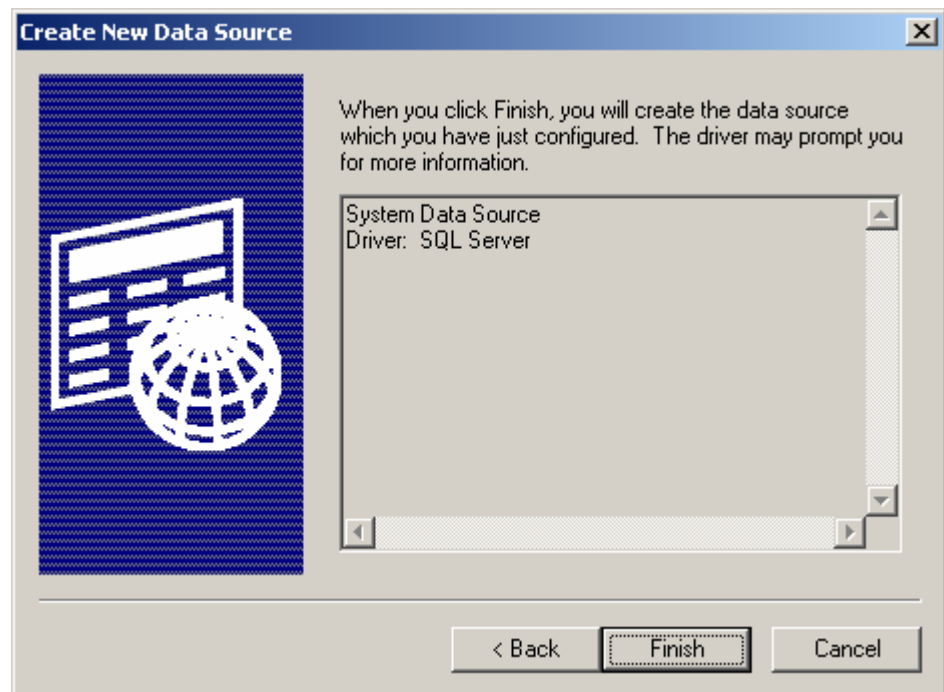 Create New Data Source
When you click Finish, you will create the data source
which you have just configured.  The driver may prompt you
for more information.
System Data Source
Driver:  SQL Server
< Back
Finish
Cancel